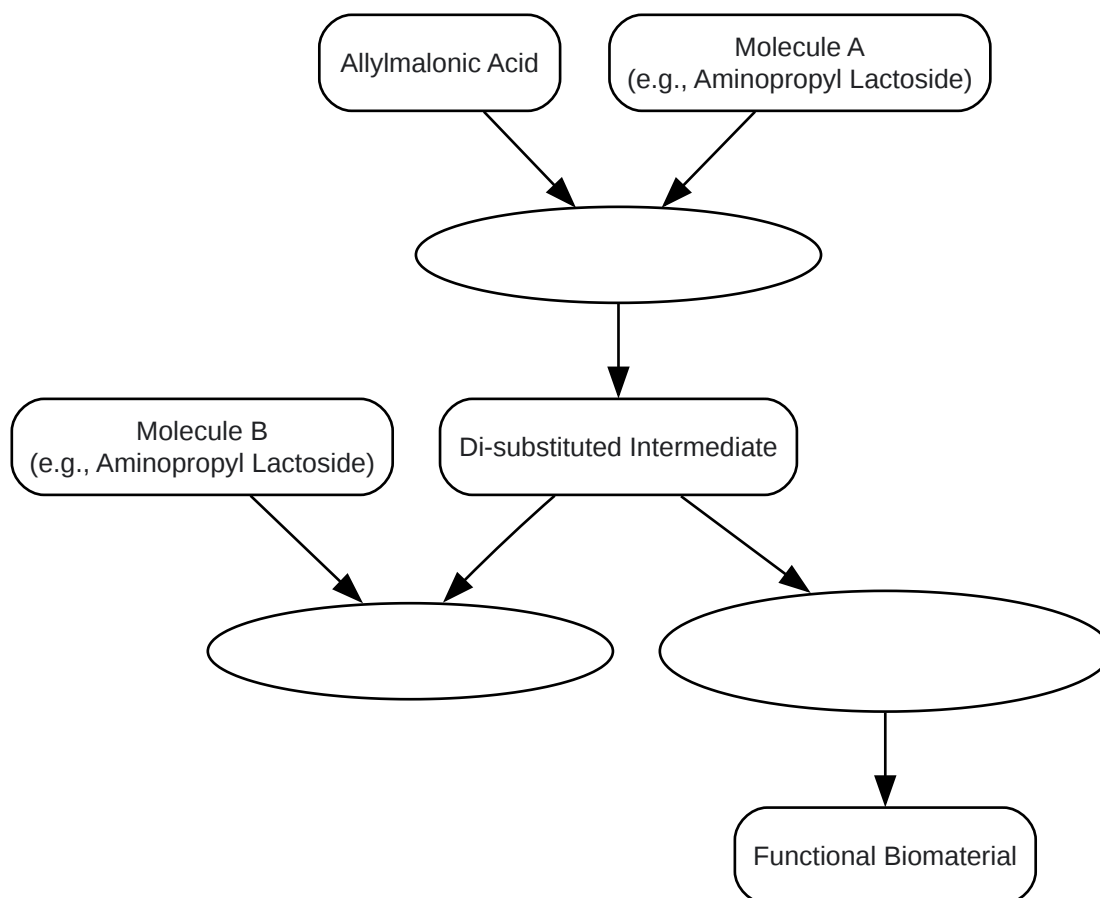 Allylmalonic Acid
Molecule A
(e.g., Aminopropyl Lactoside)
Molecule B
(e.g., Aminopropyl Lactoside)
Di-substituted Intermediate
Functional Biomaterial